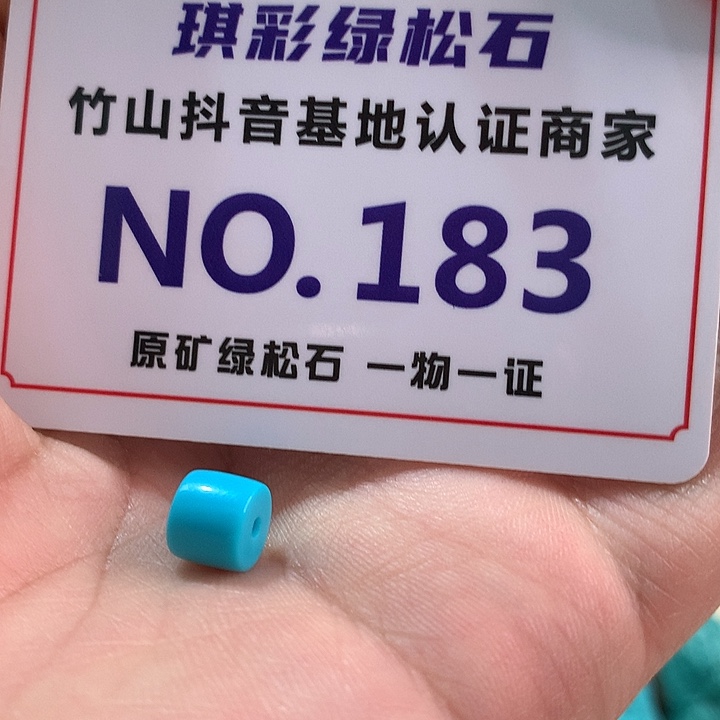 琪彩绿松石
竹山抖音基地认证商家
NO.183
原矿绿松石 一物一证